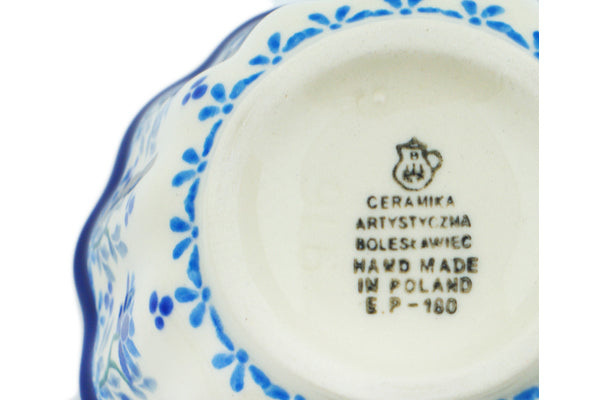 CERAMIKA
ARTYSTYCZNA
BOLESŁAWIEC
HAND MADE
IN POLAND
E.P-180